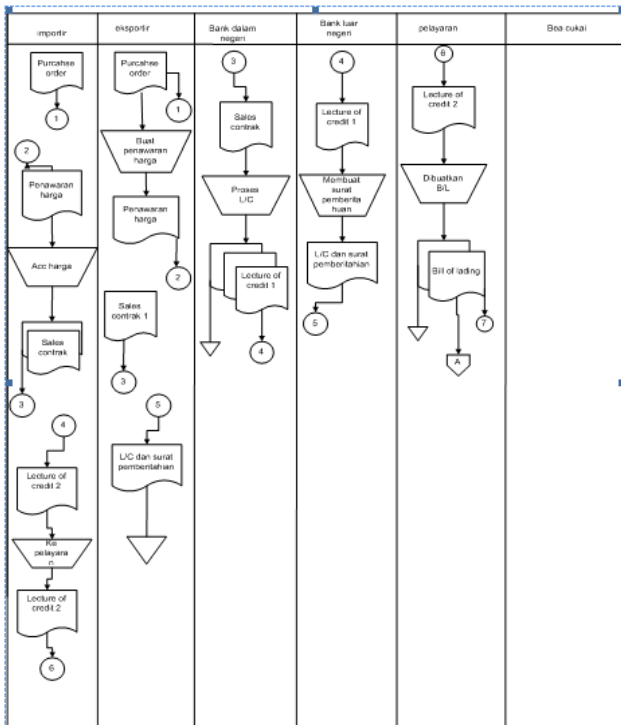 importir
eksportir
Bank dalam
negeri
Bank luar
negeri
pelayaran
Bea cukai
Purcahse
order
1
2
Penawaran
harga
Acc harga
Sales
contrak
3
4
Lecture of
credit 2
Ke
pelayara
n
Lecture of
credit 2
6
Purcahse
order
1
Buat
penawaran
harga
Penawaran
harga
2
Sales
contrak 1
3
5
L/C dan surat
pemberitahian
3
Sales
contrak
Proses
L/C
Lecture of
credit 1
4
4
Lecture of
credit 1
Membuat
surat
pemberita
huan
L/C dan surat
pemberitahian
5
6
Lecture of
credit 2
Dibuatkan
B/L
Bill of lading
7
A